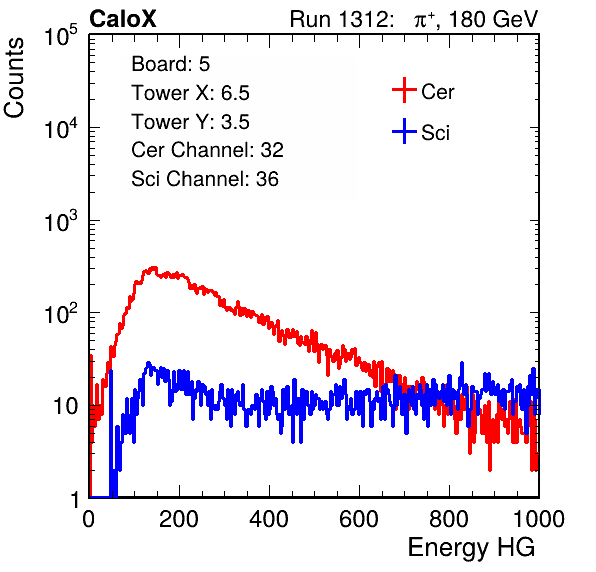 CaloX Run 1312: π⁺, 180 GeV
Board: 5
Tower X: 6.5
Tower Y: 3.5
Cer Channel: 32
Sci Channel: 36
Cer
Sci
Counts
10⁵
10⁴
10³
10²
10
1
0 200 400 600 800 1000
Energy HG